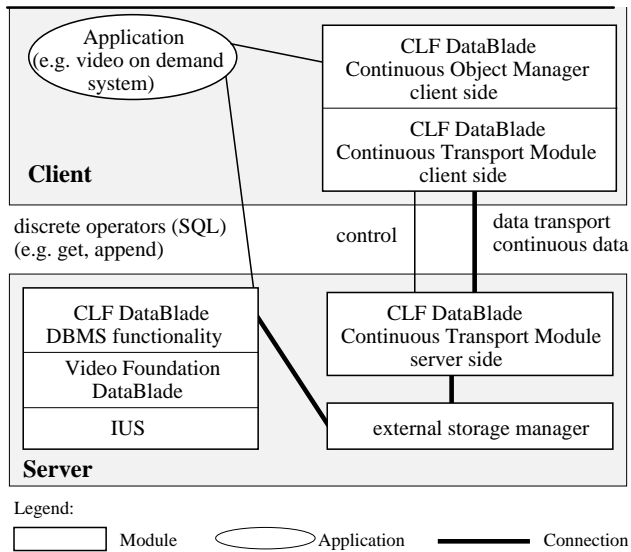 Application
(e.g. video on demand
system)
CLF DataBlade
Continuous Object Manager
client side
CLF DataBlade
Continuous Transport Module
client side
Client
discrete operators (SQL)
(e.g. get, append)
control
data transport
continuous data
CLF DataBlade
DBMS functionality
Video Foundation
DataBlade
IUS
CLF DataBlade
Continuous Transport Module
server side
external storage manager
Server
Legend:
Module
Application
Connection